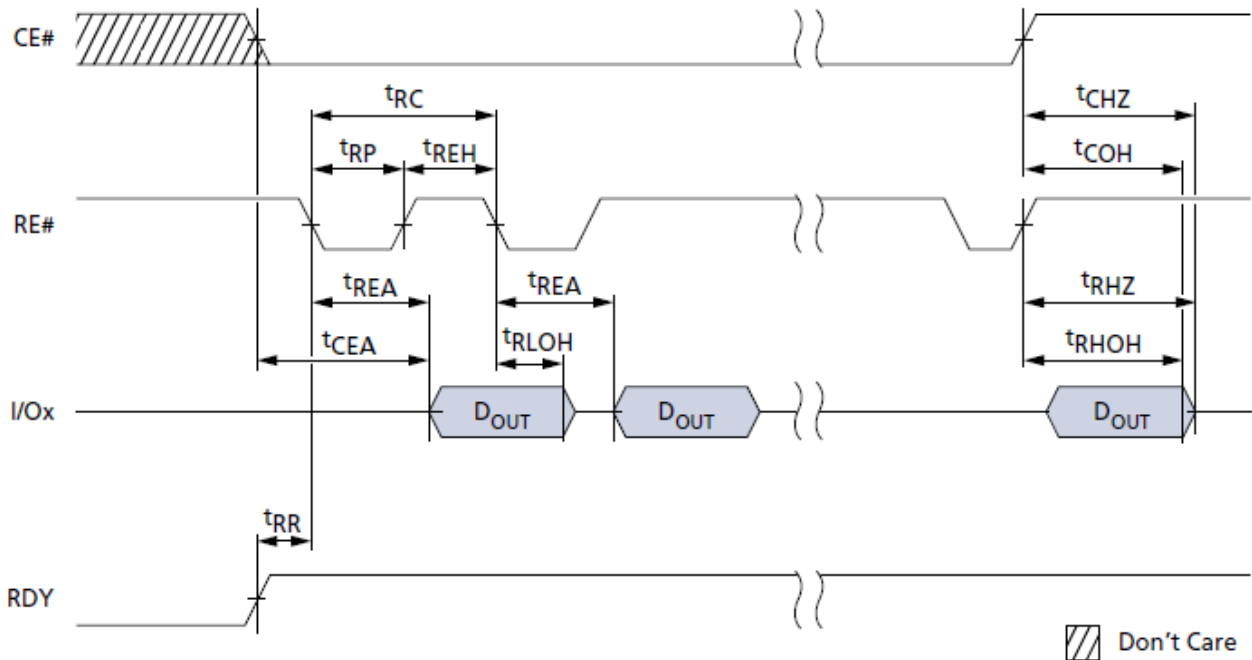 CE#
tRC
tCHZ
tRP
tREH
tCOH
RE#
tREA
tREA
tRHZ
tCEA
tRLOH
tRHOH
I/Ox
DOUT
DOUT
DOUT
tRR
RDY
Don't Care